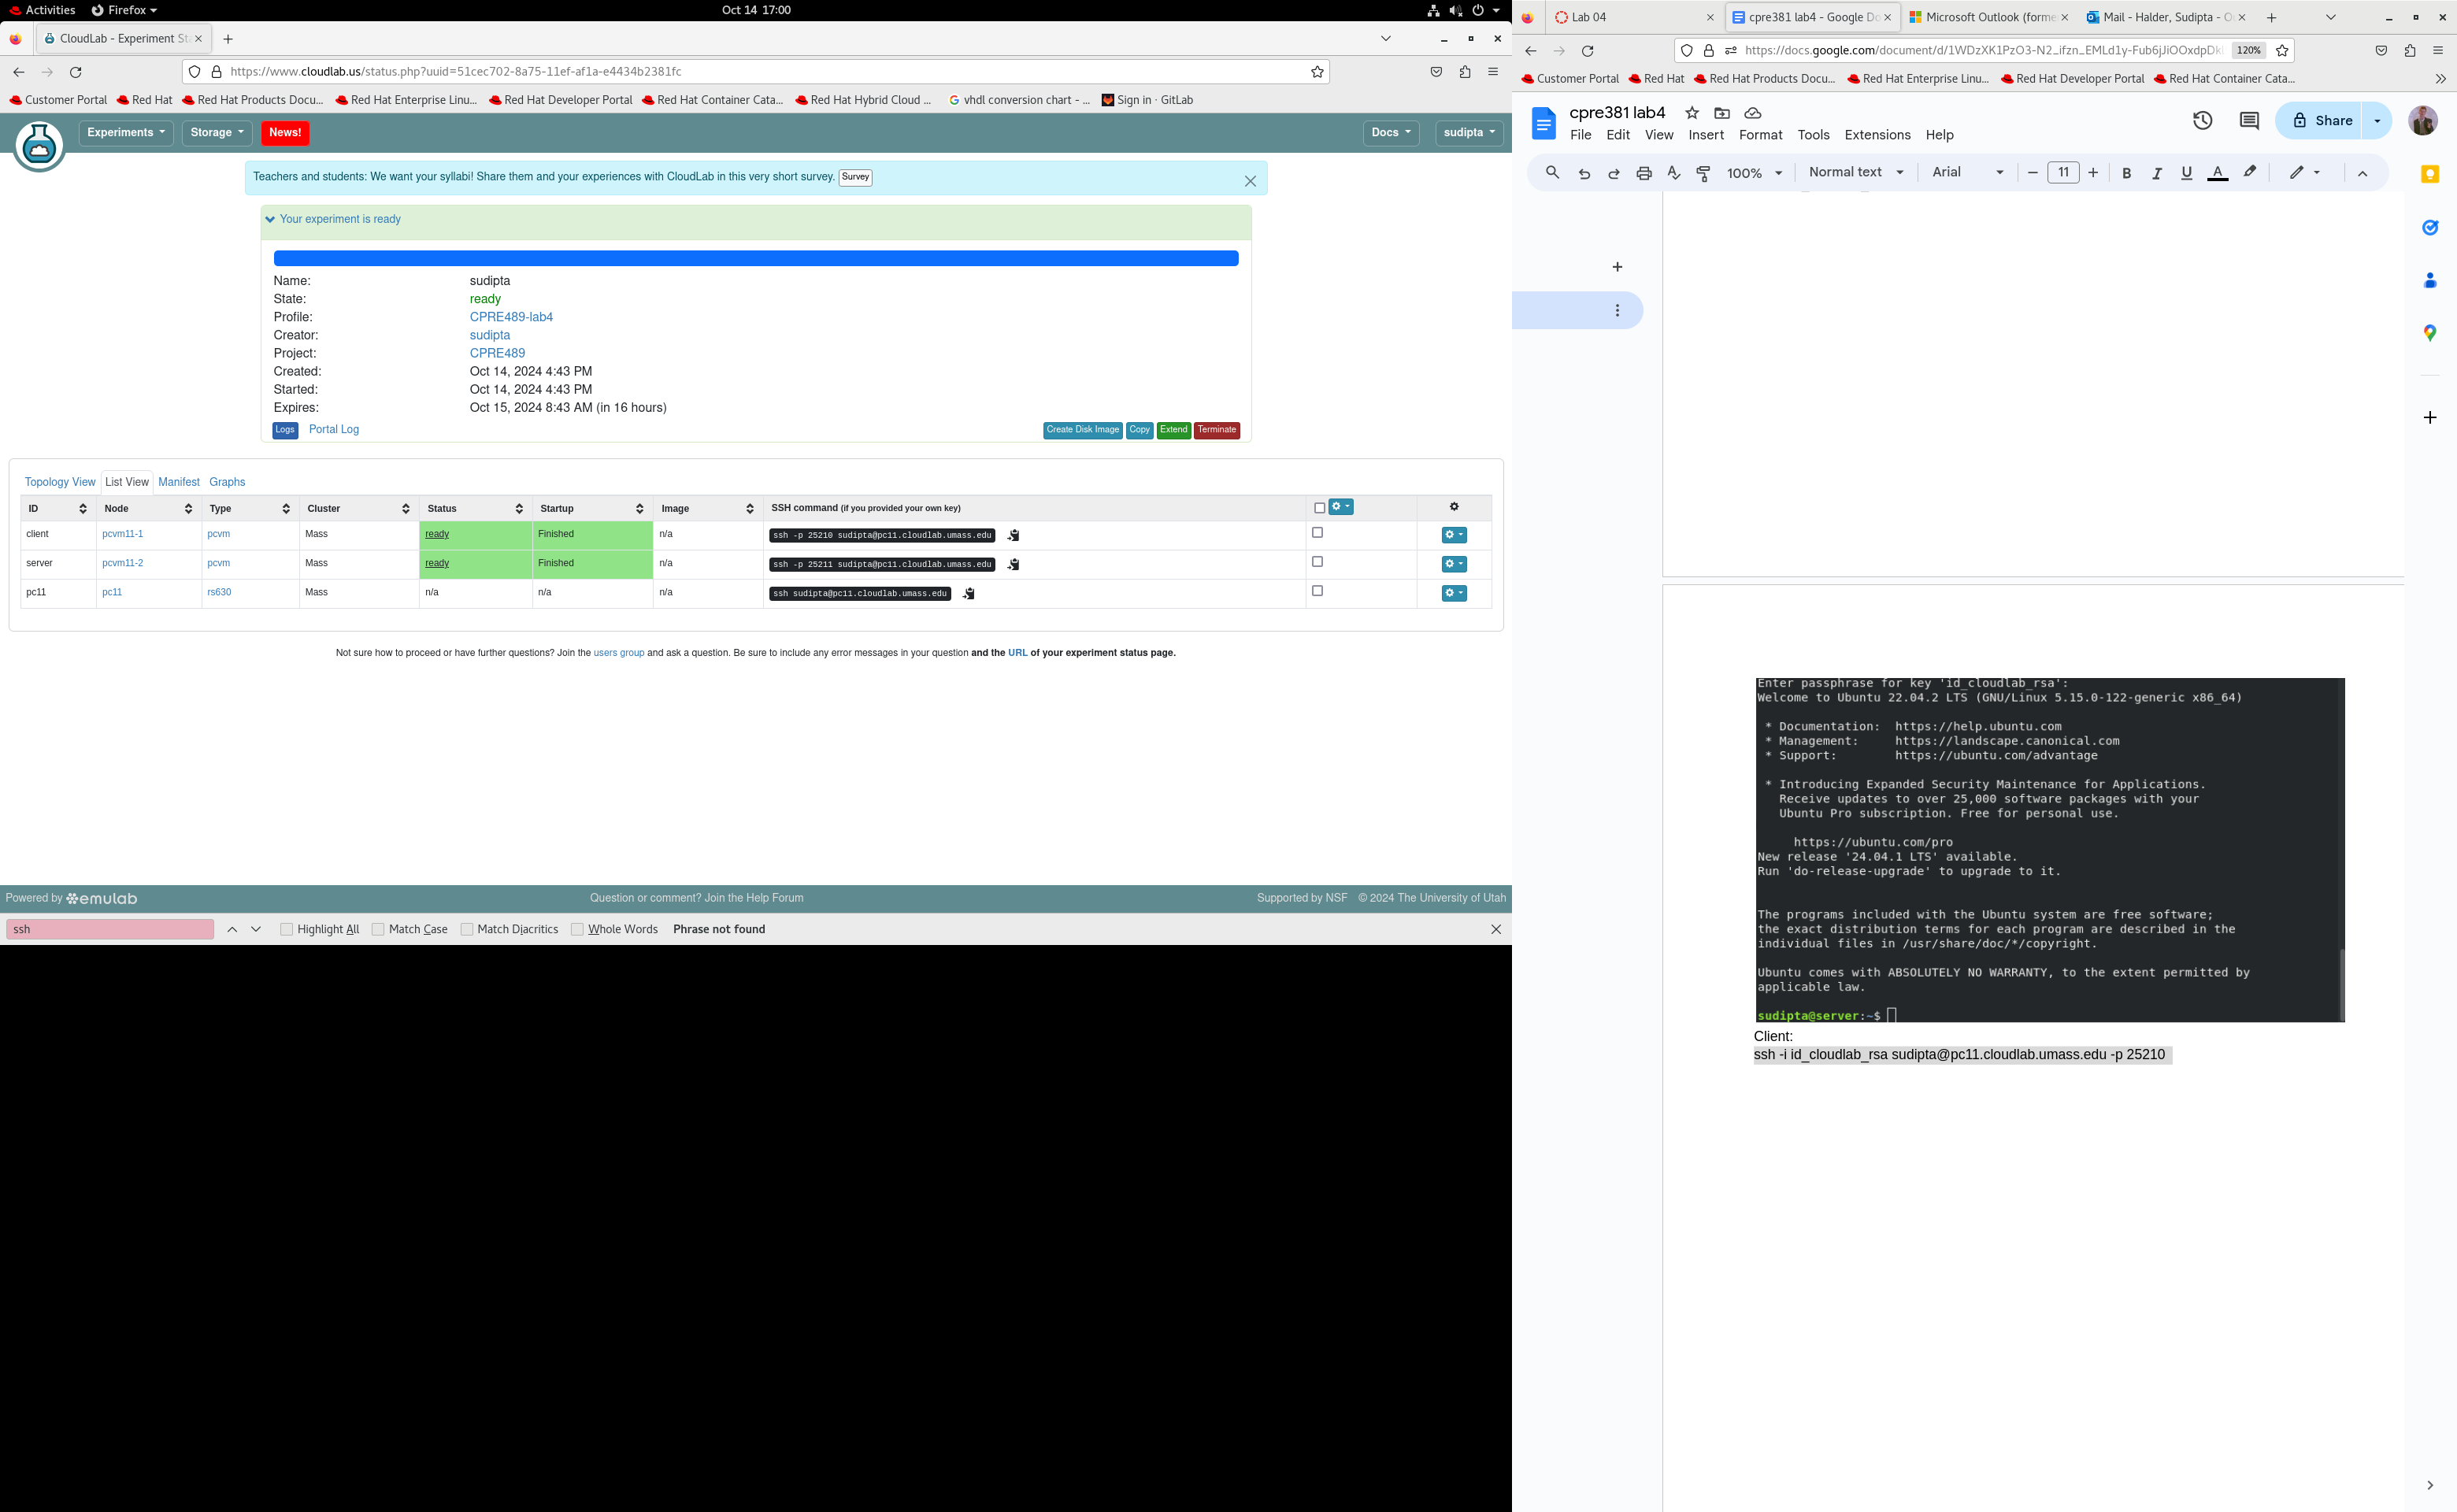 Activities Firefox Oct 14 17:00
CloudLab - Experiment St
https://www.cloudlab.us/status.php?uuid=51cec702-8a75-11ef-af1a-e4434b2381fc
Customer Portal Red Hat Red Hat Products Docu... Red Hat Enterprise Linu... Red Hat Developer Portal Red Hat Container Cata... Red Hat Hybrid Cloud ... vhdl conversion chart - ... Sign in · GitLab
Experiments Storage News! Docs sudipta
Teachers and students: We want your syllabi! Share them and your experiences with CloudLab in this very short survey. Survey
Your experiment is ready
Name: sudipta
State: ready
Profile: CPRE489-lab4
Creator: sudipta
Project: CPRE489
Created: Oct 14, 2024 4:43 PM
Started: Oct 14, 2024 4:43 PM
Expires: Oct 15, 2024 8:43 AM (in 16 hours)
Logs Portal Log Create Disk Image Copy Extend Terminate
Topology View List View Manifest Graphs
ID Node Type Cluster Status Startup Image SSH command (if you provided your own key)
client pcvm11-1 pcvm Mass ready Finished n/a ssh -p 25210 sudipta@pc11.cloudlab.umass.edu
server pcvm11-2 pcvm Mass ready Finished n/a ssh -p 25211 sudipta@pc11.cloudlab.umass.edu
pc11 pc11 rs630 Mass n/a n/a n/a ssh sudipta@pc11.cloudlab.umass.edu
Not sure how to proceed or have further questions? Join the users group and ask a question. Be sure to include any error messages in your question and the URL of your experiment status page.
Powered by emulab Question or comment? Join the Help Forum Supported by NSF © 2024 The University of Utah
ssh Highlight All Match Case Match Diacritics Whole Words Phrase not found
Lab 04 cpre381 lab4 - Google D Microsoft Outlook (forme Mail - Halder, Sudipta - O
https://docs.google.com/document/d/1WDzXK1PzO3-N2_ifzn_EMLd1y-Fub6jJiOOxdpDk 120%
Customer Portal Red Hat Red Hat Products Docu... Red Hat Enterprise Linu... Red Hat Developer Portal Red Hat Container Cata...
cpre381 lab4
File Edit View Insert Format Tools Extensions Help
Share
100% Normal text Arial 11 B I U A
Enter passphrase for key 'id_cloudlab_rsa':
Welcome to Ubuntu 22.04.2 LTS (GNU/Linux 5.15.0-122-generic x86_64)
* Documentation: https://help.ubuntu.com
* Management: https://landscape.canonical.com
* Support: https://ubuntu.com/advantage
* Introducing Expanded Security Maintenance for Applications.
Receive updates to over 25,000 software packages with your
Ubuntu Pro subscription. Free for personal use.
https://ubuntu.com/pro
New release '24.04.1 LTS' available.
Run 'do-release-upgrade' to upgrade to it.
The programs included with the Ubuntu system are free software;
the exact distribution terms for each program are described in the
individual files in /usr/share/doc/*/copyright.
Ubuntu comes with ABSOLUTELY NO WARRANTY, to the extent permitted by
applicable law.
sudipta@server:~$
Client:
ssh -i id_cloudlab_rsa sudipta@pc11.cloudlab.umass.edu -p 25210